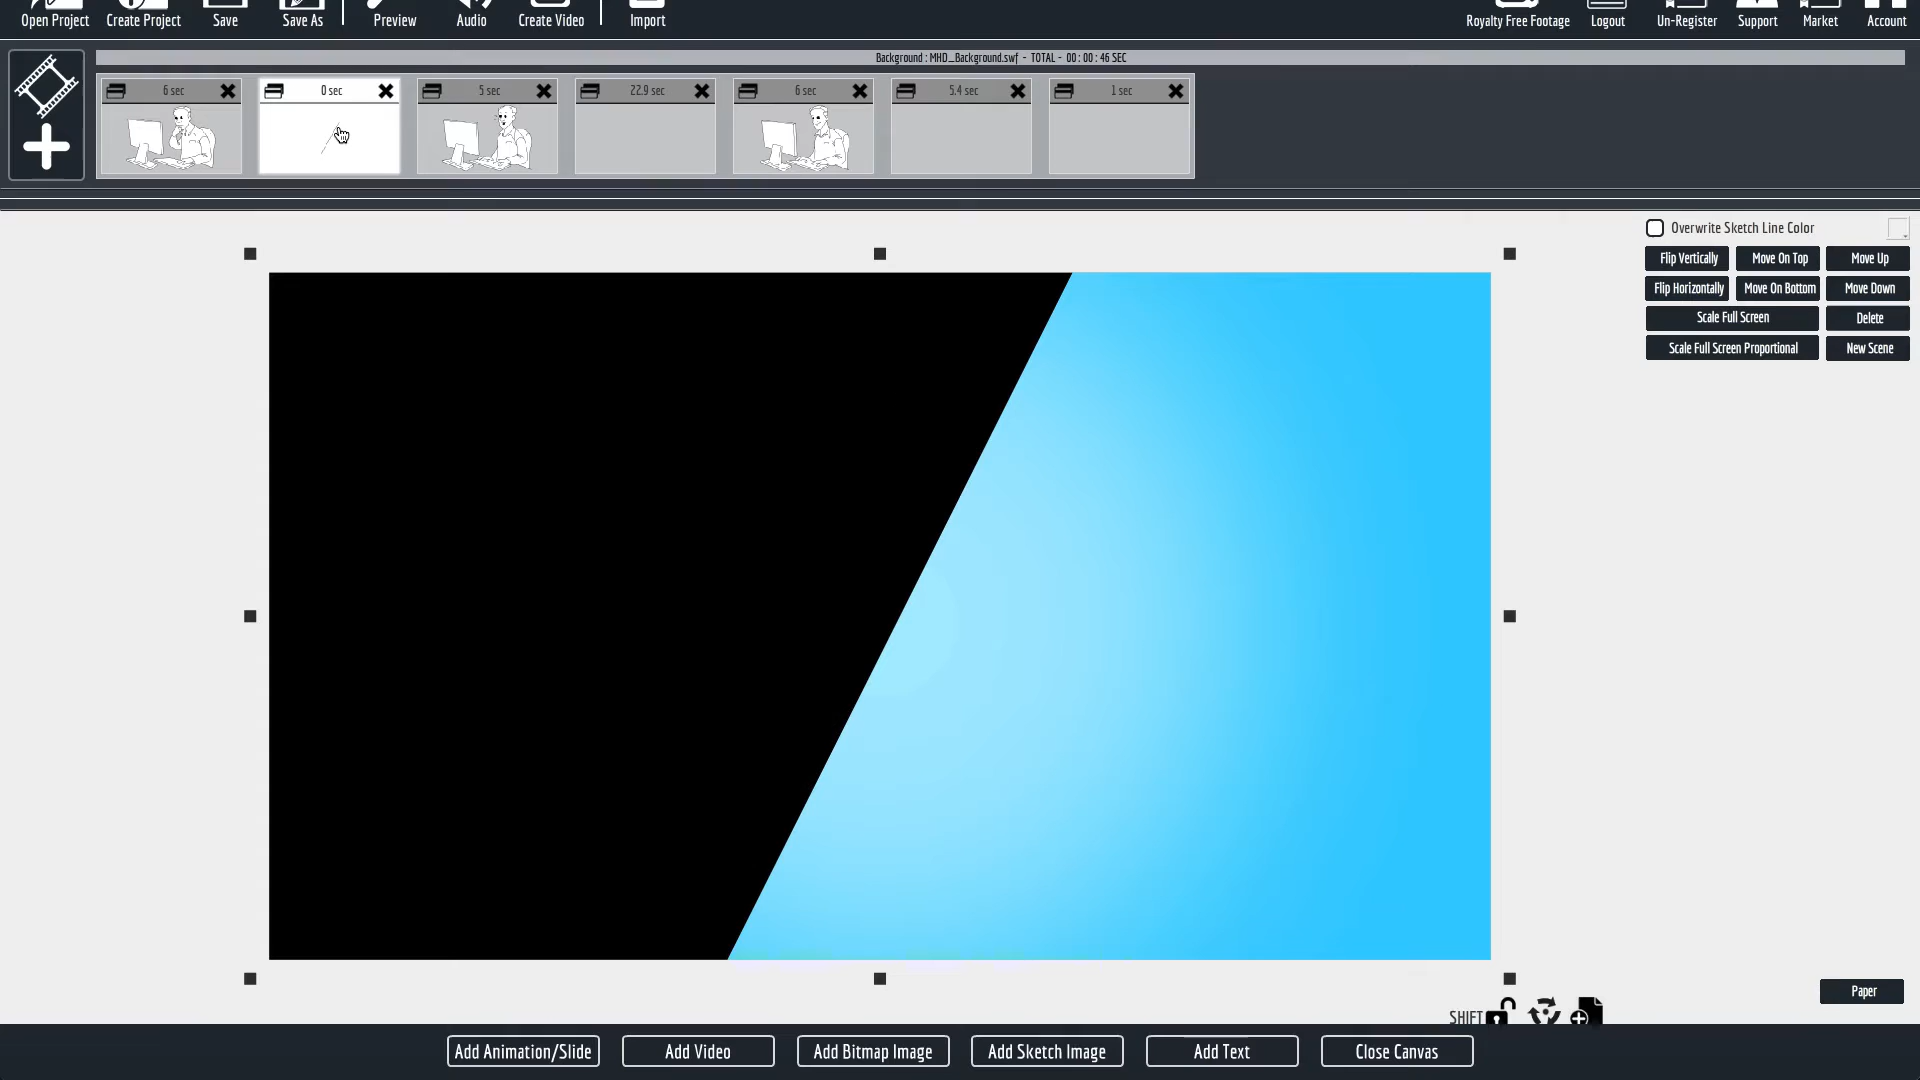 Open Project
Create Project
Save
Save As
Preview
Audio
Create Video
Import
Royalty Free Footage
Logout
Un-Register
Support
Market
Account
Background : MHD_Background.swf - TOTAL - 00 : 00 : 46 SEC
6 sec
0 sec
5 sec
22.9 sec
6 sec
5.4 sec
1 sec
Overwrite Sketch Line Color
Flip Vertically
Move On Top
Move Up
Flip Horizontally
Move On Bottom
Move Down
Scale Full Screen
Delete
Scale Full Screen Proportional
New Scene
Paper
SHIFT
Add Animation/Slide
Add Video
Add Bitmap Image
Add Sketch Image
Add Text
Close Canvas